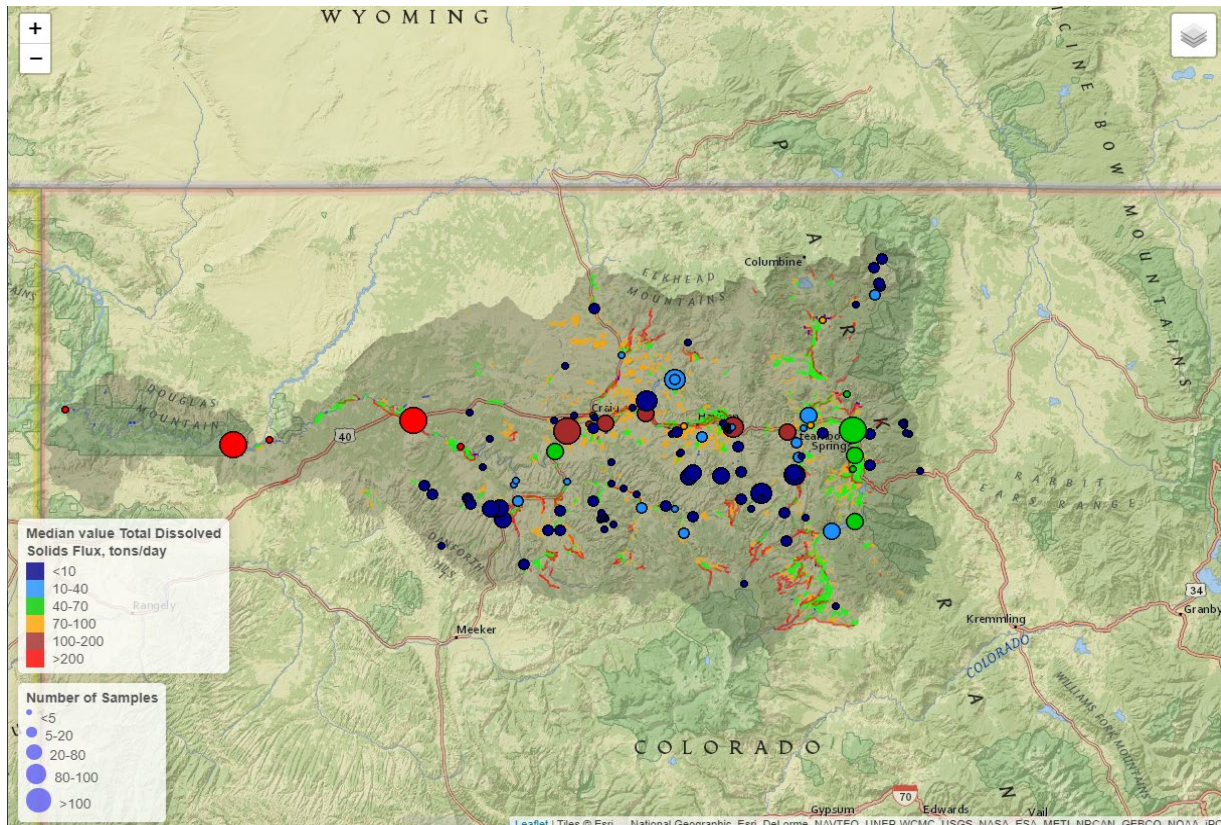 WYOMING
+
−
MEDICINE BOW MOUNTAINS
PARK RAN
ELKHEAD
MOUNTAINS
Columbine
DOUGLAS
MOUNTAIN
40
Craig
Springs
RABBIT
EARS RANGE
DANFORTH
HILLS
Median value Total Dissolved
Solids Flux, tons/day
<10
10-40
40-70
70-100
100-200
>200
Rangely
Meeker
Kremmling
34
Granby
COLORADO
WILLIAMS FORK MOUNTAINS
Number of Samples
<5
5-20
20-80
80-100
>100
COLORADO
70
Gypsum
Edwards
Vail
Leaflet | Tiles © Esri — National Geographic, Esri, DeLorme, NAVTEQ, UNEP-WCMC, USGS, NASA, ESA, METI, NRCAN, GEBCO, NOAA, iPC